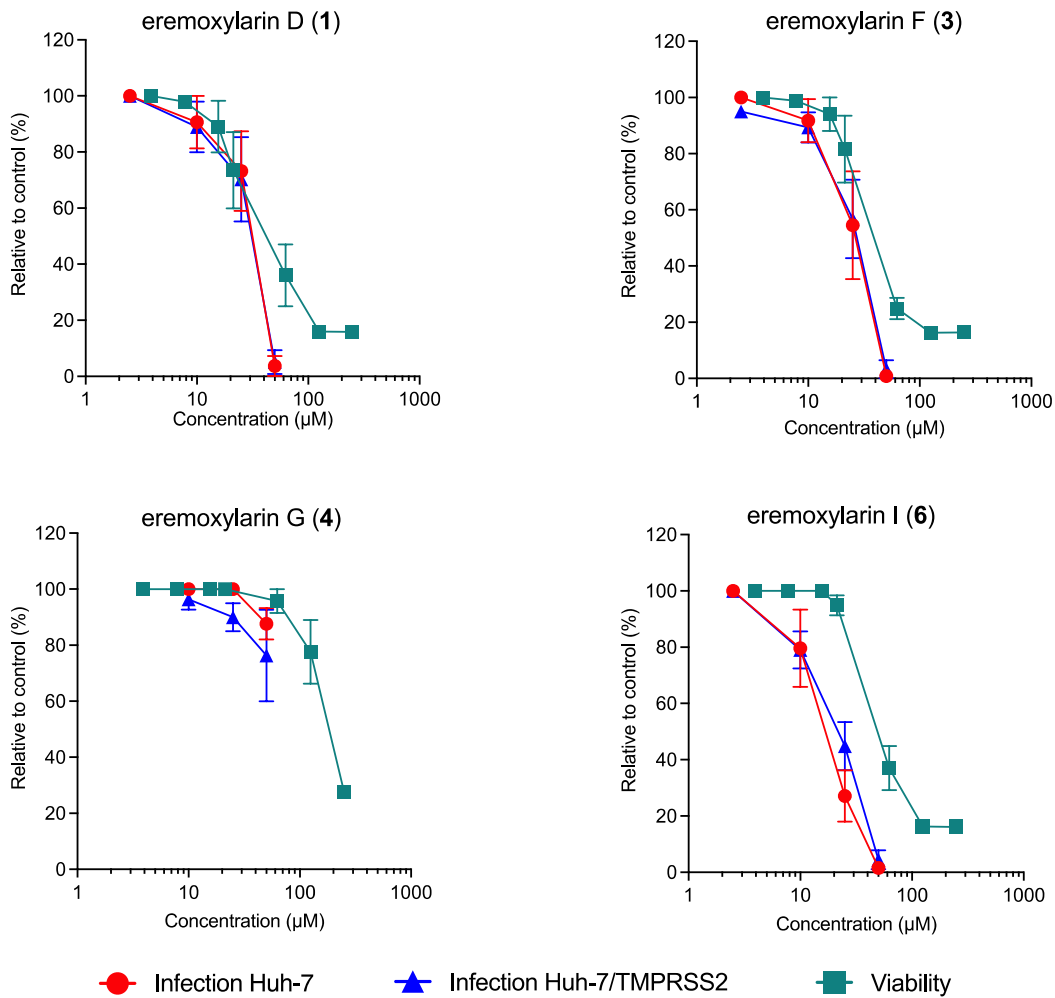 eremoxylarin D (1)
120
100
80
60
40
20
0
Relative to control (%)
1
10
100
1000
Concentration (µM)
eremoxylarin F (3)
120
100
80
60
40
20
0
Relative to control (%)
1
10
100
1000
Concentration (µM)
eremoxylarin G (4)
120
100
80
60
40
20
0
Relative to control (%)
1
10
100
1000
Concentration (µM)
eremoxylarin I (6)
120
100
80
60
40
20
0
Relative to control (%)
1
10
100
1000
Concentration (µM)
Infection Huh-7
Infection Huh-7/TMPRSS2
Viability